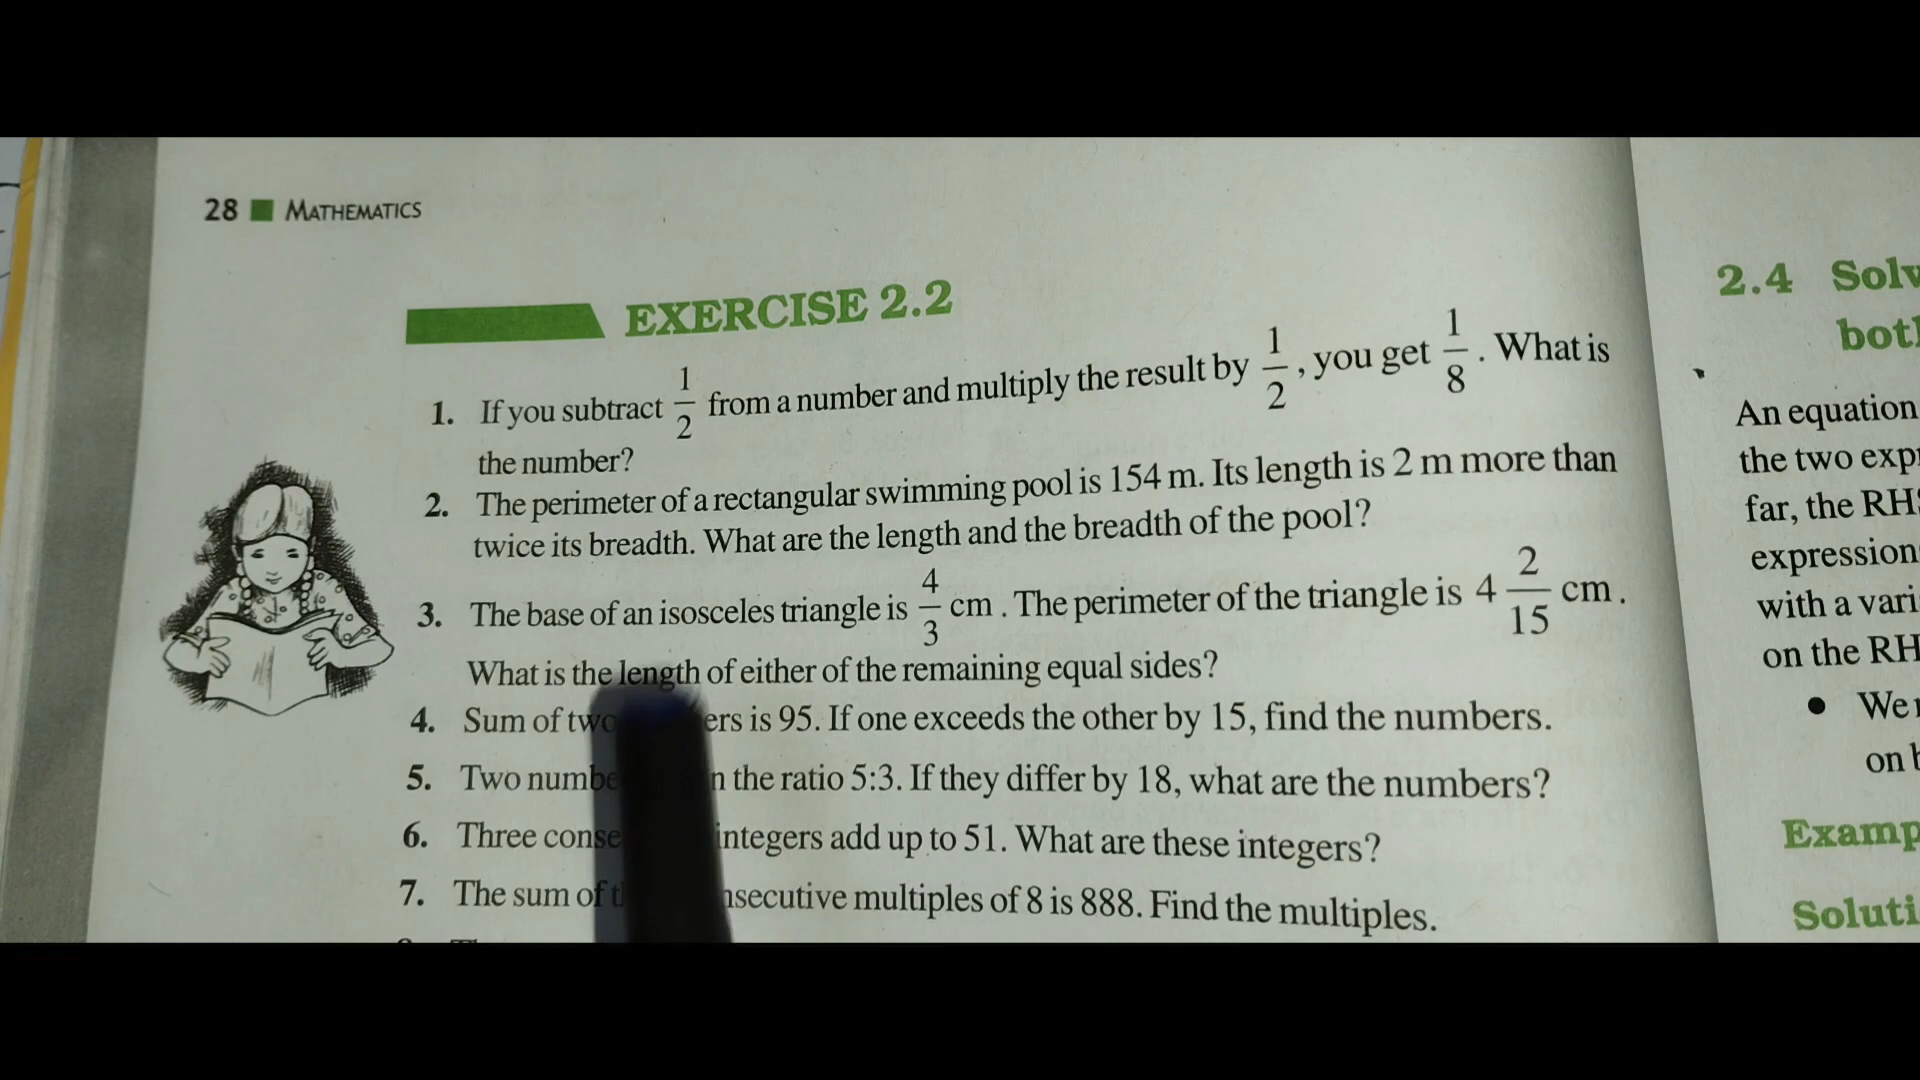 28 MATHEMATICS
EXERCISE 2.2
1. If you subtract 1/2 from a number and multiply the result by 1/2, you get 1/8. What is
the number?
2. The perimeter of a rectangular swimming pool is 154 m. Its length is 2 m more than
twice its breadth. What are the length and the breadth of the pool?
3. The base of an isosceles triangle is 4/3 cm. The perimeter of the triangle is 4 2/15 cm.
What is the length of either of the remaining equal sides?
4. Sum of two ers is 95. If one exceeds the other by 15, find the numbers.
5. Two numbe n the ratio 5:3. If they differ by 18, what are the numbers?
6. Three conse integers add up to 51. What are these integers?
7. The sum of t nsecutive multiples of 8 is 888. Find the multiples.
2.4 Solv
both
An equation
the two exp
far, the RHS
expression
with a vari
on the RH
• We
on
Examp
Soluti